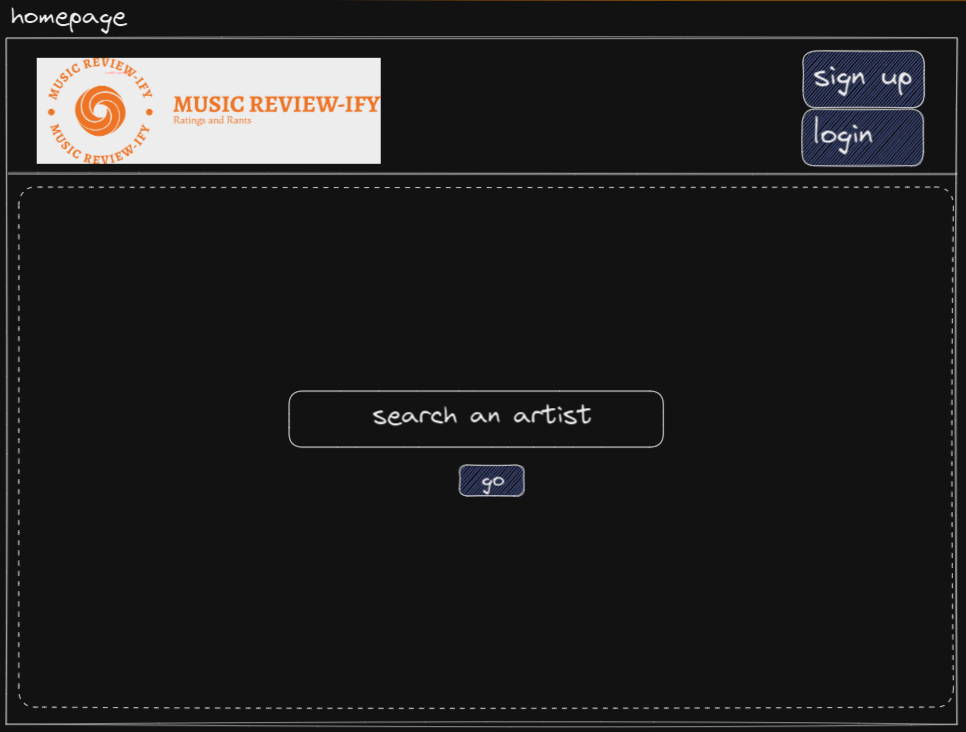 homepage
MUSIC REVIEW-IFY
MUSIC REVIEW-IFY
MUSIC REVIEW-IFY
Ratings and Rants
sign up
login
search an artist
go